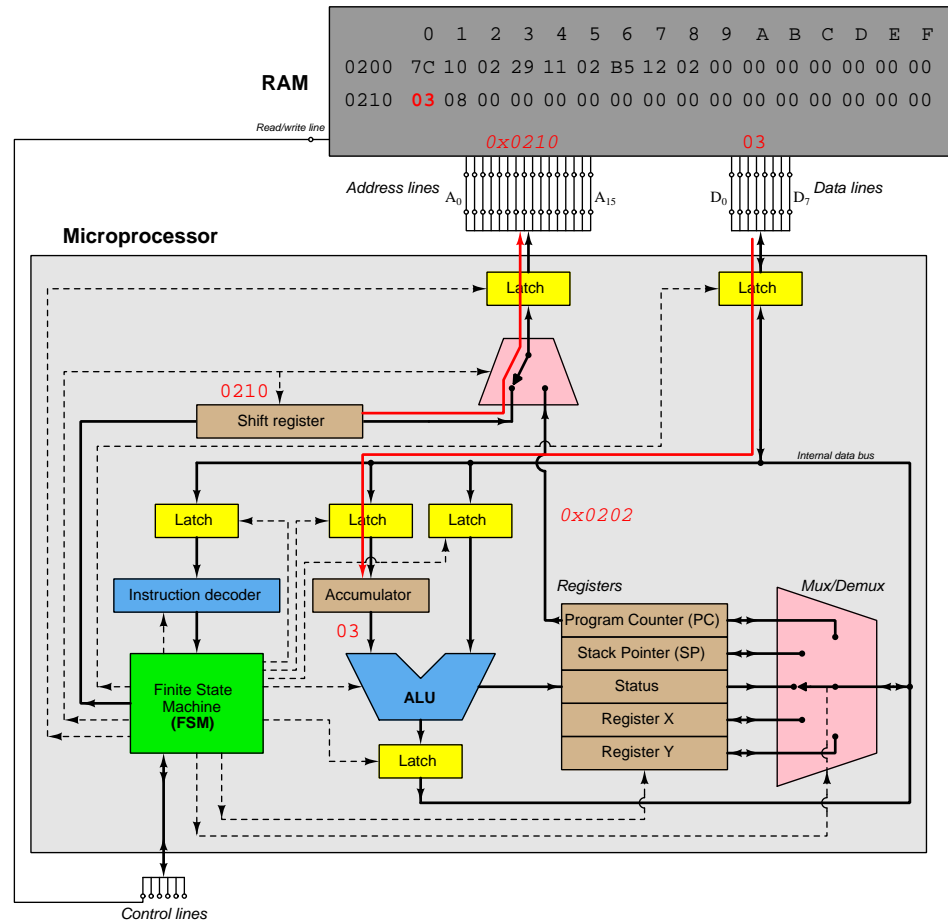 0 1 2 3 4 5 6 7 8 9 A B C D E F
0200 7C 10 02 29 11 02 B5 12 02 00 00 00 00 00 00 00
RAM
0210 03 08 00 00 00 00 00 00 00 00 00 00 00 00 00 00
Read/write line
0x0210 03
Address lines A0 A15 D0 D7 Data lines
Microprocessor
Latch Latch
0210
Shift register
Internal data bus
Latch Latch Latch
0x0202
Instruction decoder Accumulator
Registers Mux/Demux
03
Program Counter (PC)
Stack Pointer (SP)
Finite State
Machine
(FSM)
ALU
Status
Register X
Latch
Register Y
Control lines